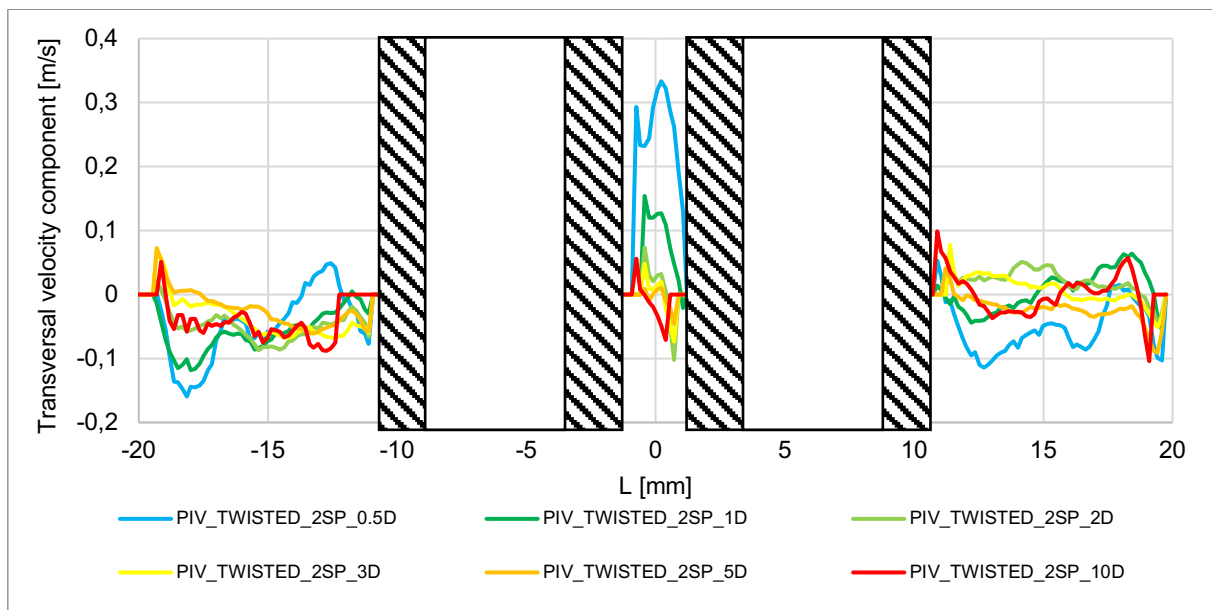 Transversal velocity component [m/s]
0,4
0,3
0,2
0,1
0
-0,1
-0,2
-20 -15 -10 -5 0 5 10 15 20
L [mm]
PIV_TWISTED_2SP_0.5D PIV_TWISTED_2SP_1D PIV_TWISTED_2SP_2D
PIV_TWISTED_2SP_3D PIV_TWISTED_2SP_5D PIV_TWISTED_2SP_10D